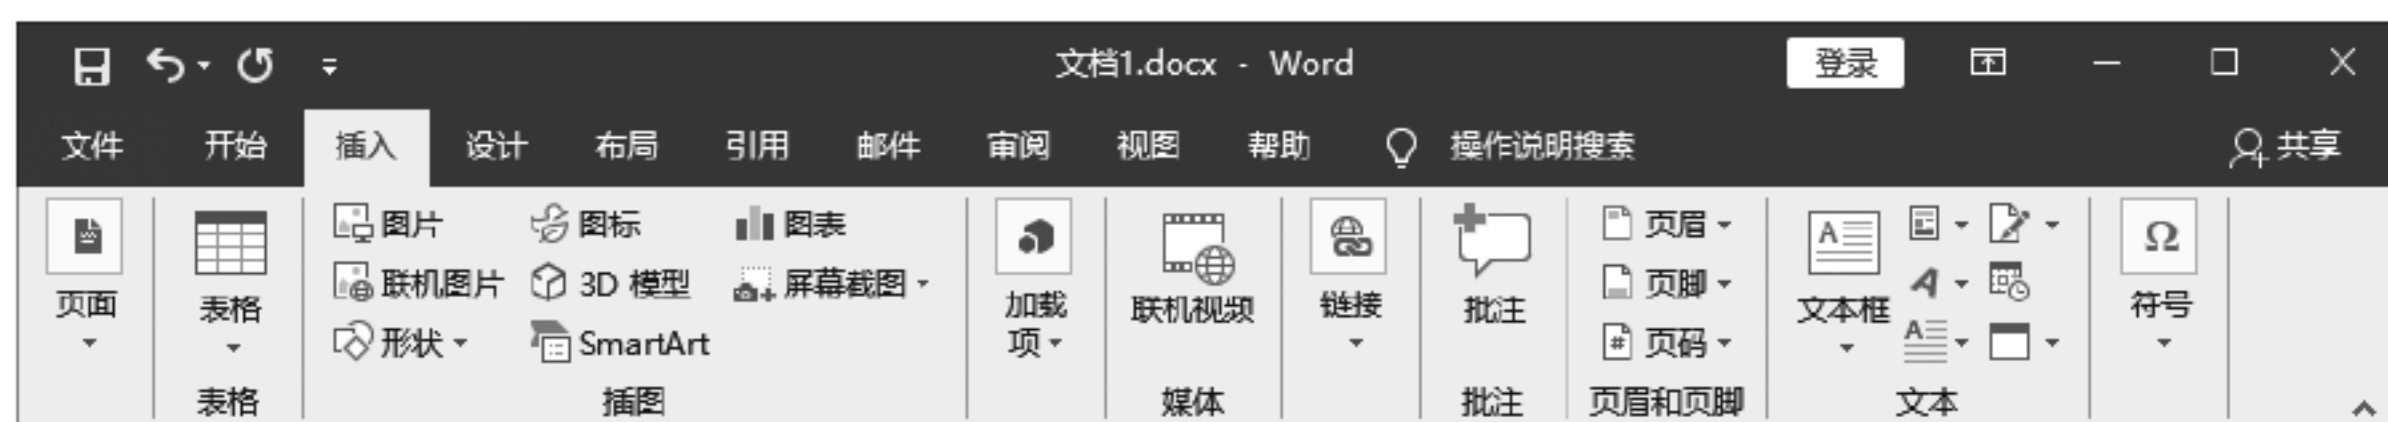 文档1.docx - Word 登录
文件 开始 插入 设计 布局 引用 邮件 审阅 视图 帮助 操作说明搜索 共享
页面
表格
图片 图标 图表
联机图片 3D 模型 屏幕截图
形状 SmartArt
加载
项
联机视频
链接
批注
页眉
页脚
页码
文本框
符号
表格 插图 媒体 批注 页眉和页脚 文本